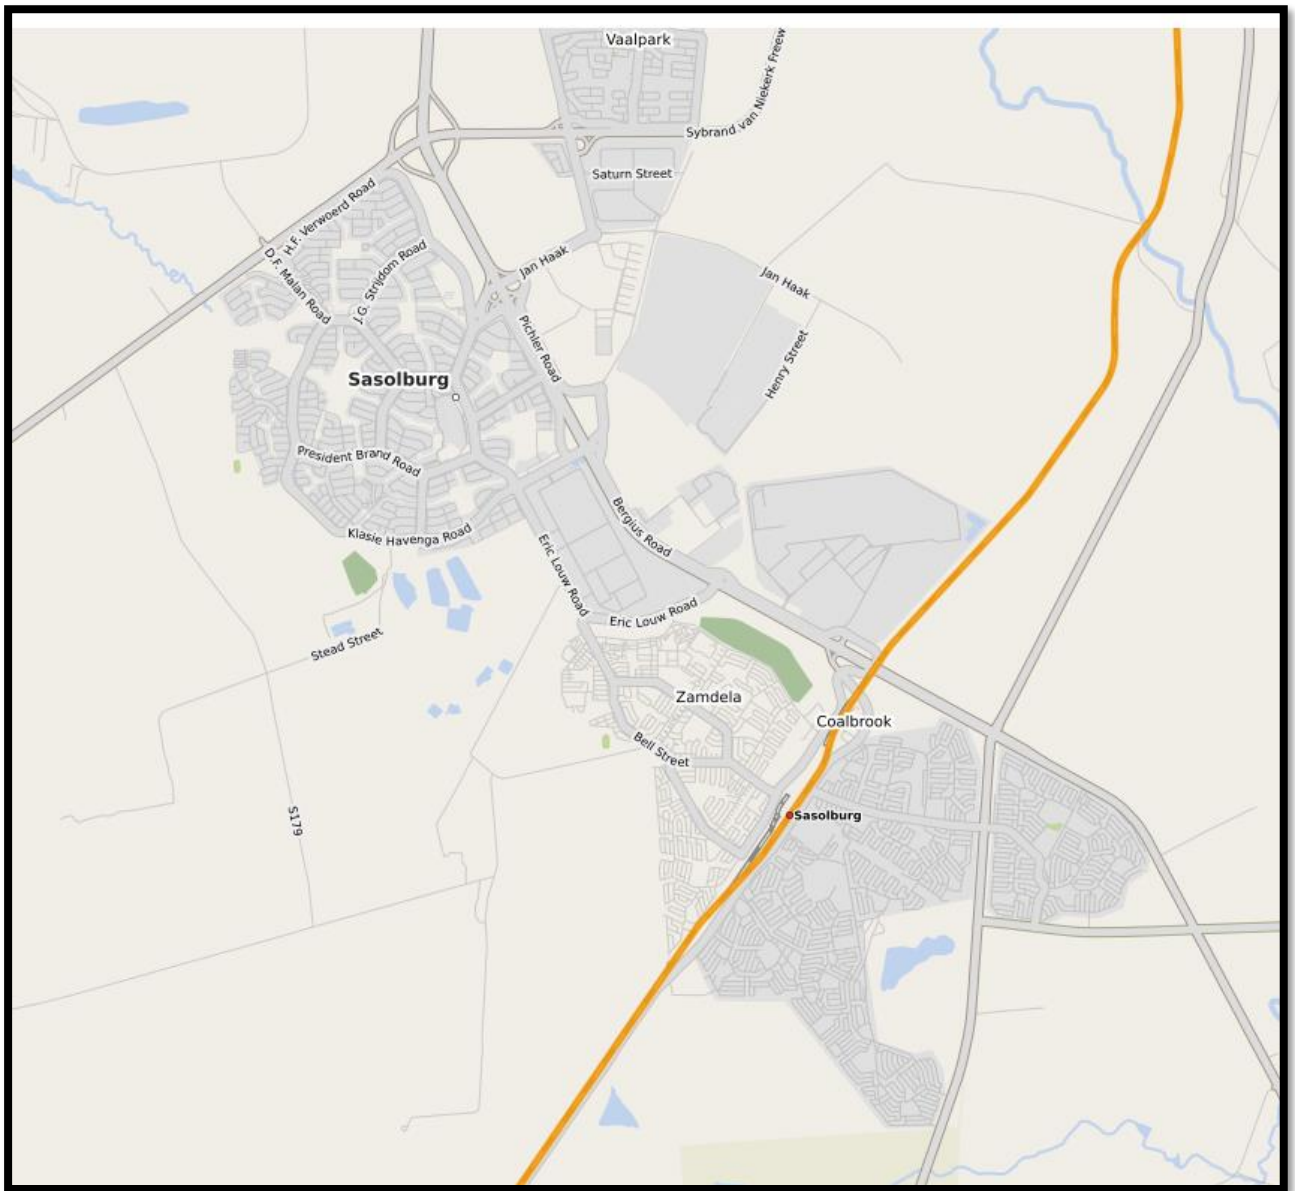 Vaalpark
Sybrand van Niekerk Freew
Saturn Street
H.F. Verwoerd Road
D.F. Malan Road
J.G. Strijdom Road
Jan Haak
Jan Haak
Pichler Road
Henry Street
Sasolburg
President Brand Road
Klasie Havenga Road
Bergius Road
Eric Louw Road
Eric Louw Road
Stead Street
Zamdela
Coalbrook
Bell Street
S179
Sasolburg